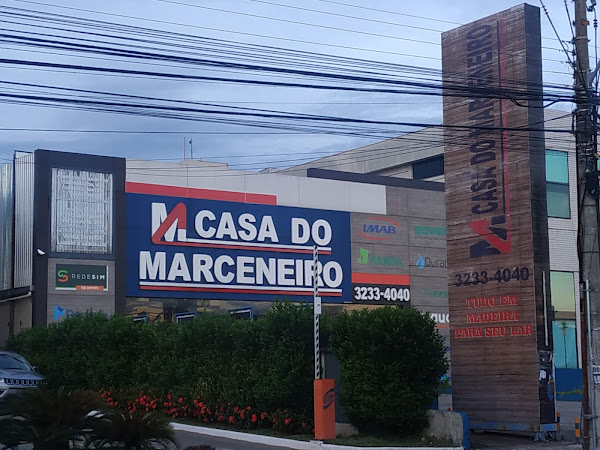 M CASA DO
MARCENEIRO
IMAB
3233-4040
REDESIM
M CASA DO MARCENEIRO
3233-4040
TUDO EM
MADEIRA
PARA SEU LAR